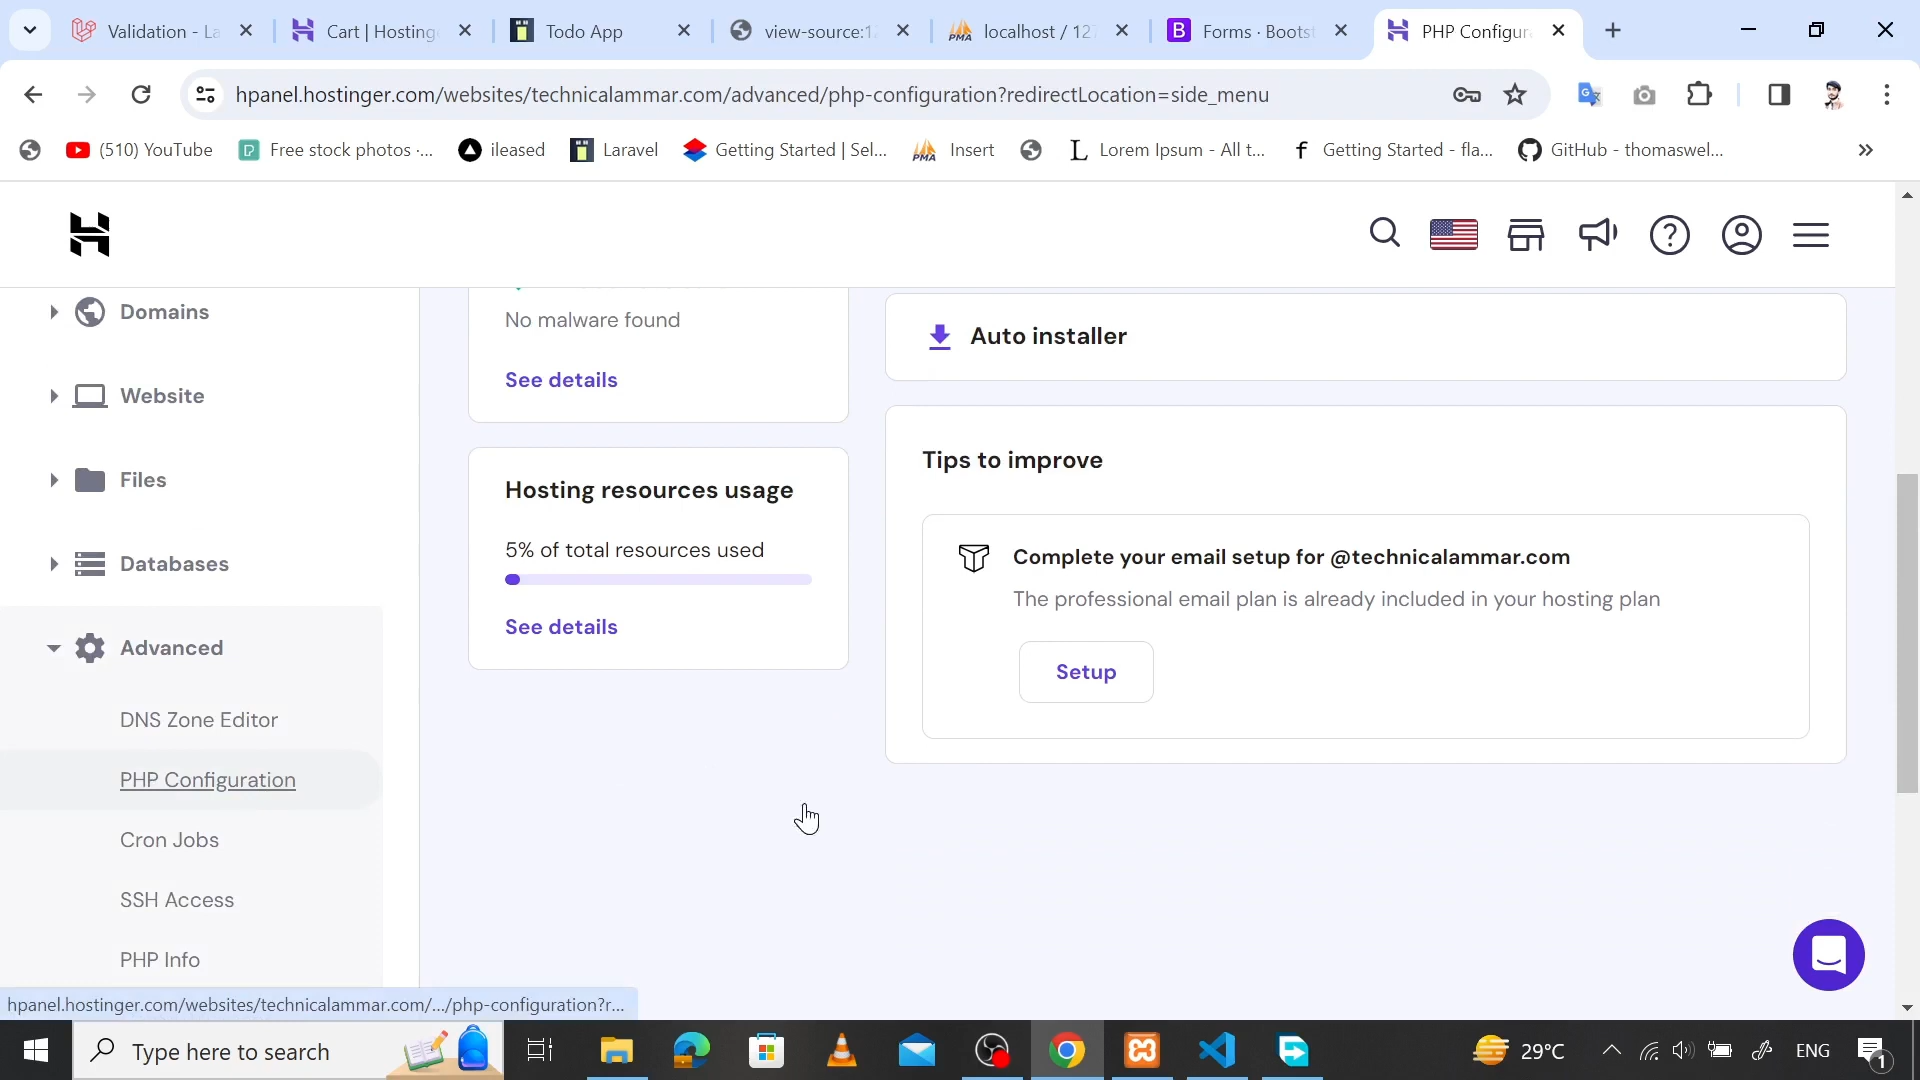 Validation - La
Cart | Hosting
Todo App
view-source:12
localhost / 127
Forms · Bootst
PHP Configura
hpanel.hostinger.com/websites/technicalammar.com/advanced/php-configuration?redirectLocation=side_menu
(510) YouTube
Free stock photos ·...
ileased
Laravel
Getting Started | Sel...
Insert
Lorem Ipsum - All t...
Getting Started - fla...
GitHub - thomaswel...
»
Domains
Website
Files
Databases
Advanced
DNS Zone Editor
PHP Configuration
Cron Jobs
SSH Access
PHP Info
No malware found
See details
Hosting resources usage
5% of total resources used
See details
Auto installer
Tips to improve
Complete your email setup for @technicalammar.com
The professional email plan is already included in your hosting plan
Setup
hpanel.hostinger.com/websites/technicalammar.com/.../php-configuration?r...
Type here to search
29°C
ENG
1